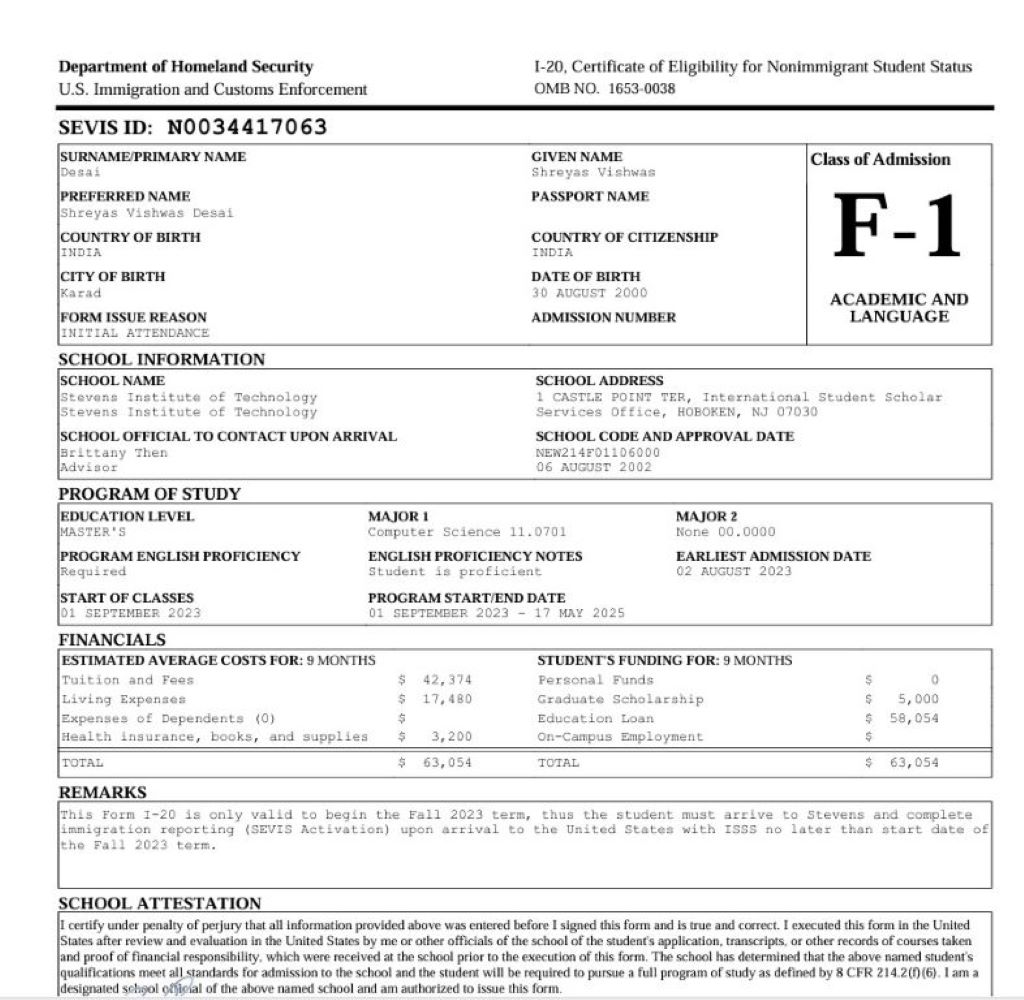 Department of Homeland Security
U.S. Immigration and Customs Enforcement
I-20, Certificate of Eligibility for Nonimmigrant Student Status
OMB NO. 1653-0038
SEVIS ID: N0034417063
SURNAME/PRIMARY NAME
Desai
GIVEN NAME
Shreyas Vishwas
PREFERRED NAME
Shreyas Vishwas Desai
PASSPORT NAME
COUNTRY OF BIRTH
INDIA
COUNTRY OF CITIZENSHIP
INDIA
CITY OF BIRTH
Karad
DATE OF BIRTH
30 AUGUST 2000
FORM ISSUE REASON
INITIAL ATTENDANCE
ADMISSION NUMBER
Class of Admission
F-1
ACADEMIC AND
LANGUAGE
SCHOOL INFORMATION
SCHOOL NAME
Stevens Institute of Technology
Stevens Institute of Technology
SCHOOL ADDRESS
1 CASTLE POINT TER, International Student Scholar
Services Office, HOBOKEN, NJ 07030
SCHOOL OFFICIAL TO CONTACT UPON ARRIVAL
Brittany Then
Advisor
SCHOOL CODE AND APPROVAL DATE
NEW214F01106000
06 AUGUST 2002
PROGRAM OF STUDY
EDUCATION LEVEL
MASTER'S
MAJOR 1
Computer Science 11.0701
MAJOR 2
None 00.0000
PROGRAM ENGLISH PROFICIENCY
Required
ENGLISH PROFICIENCY NOTES
Student is proficient
EARLIEST ADMISSION DATE
02 AUGUST 2023
START OF CLASSES
01 SEPTEMBER 2023
PROGRAM START/END DATE
01 SEPTEMBER 2023 - 17 MAY 2025
FINANCIALS
ESTIMATED AVERAGE COSTS FOR: 9 MONTHS
Tuition and Fees $ 42,374
Living Expenses $ 17,480
Expenses of Dependents (0) $
Health insurance, books, and supplies $ 3,200
TOTAL $ 63,054
STUDENT'S FUNDING FOR: 9 MONTHS
Personal Funds $ 0
Graduate Scholarship $ 5,000
Education Loan $ 58,054
On-Campus Employment $
TOTAL $ 63,054
REMARKS
This Form I-20 is only valid to begin the Fall 2023 term, thus the student must arrive to Stevens and complete
immigration reporting (SEVIS Activation) upon arrival to the United States with ISSS no later than start date of
the Fall 2023 term.
SCHOOL ATTESTATION
I certify under penalty of perjury that all information provided above was entered before I signed this form and is true and correct. I executed this form in the United
States after review and evaluation in the United States by me or other officials of the school of the student's application, transcripts, or other records of courses taken
and proof of financial responsibility, which were received at the school prior to the execution of this form. The school has determined that the above named student's
qualifications meet all standards for admission to the school and the student will be required to pursue a full program of study as defined by 8 CFR 214.2(f)(6). I am a
designated school official of the above named school and am authorized to issue this form.